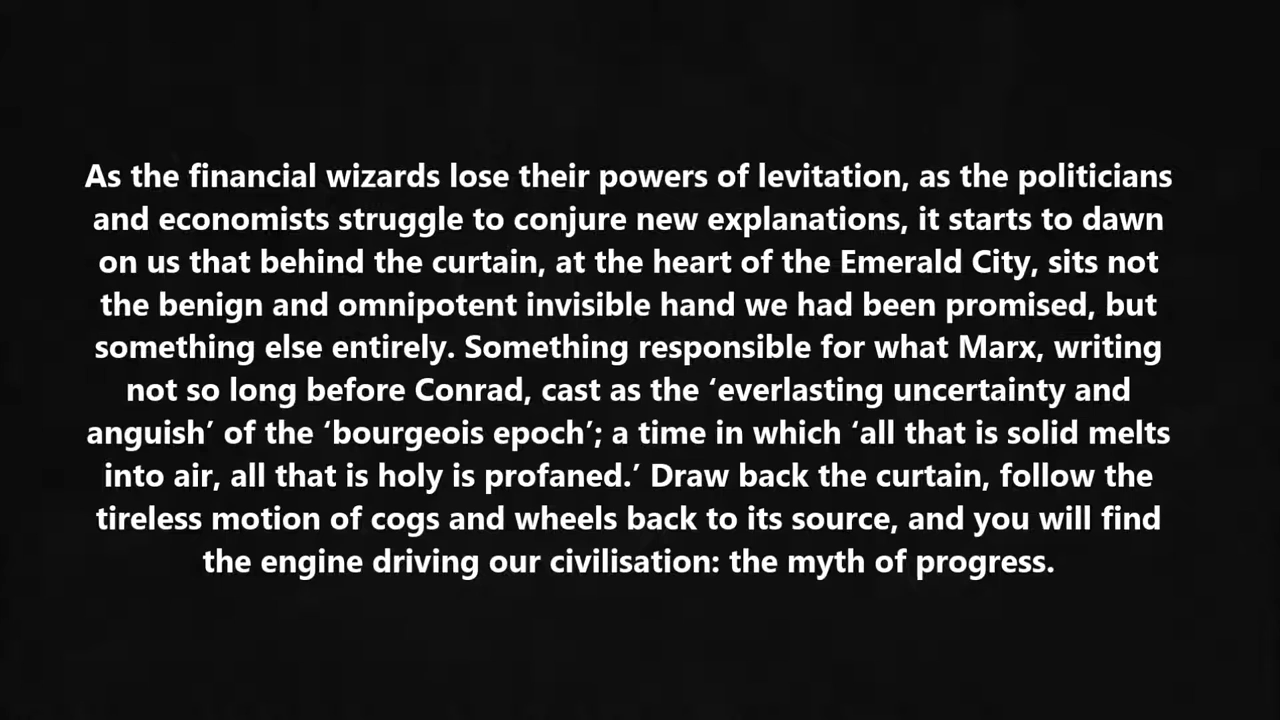 As the financial wizards lose their powers of levitation, as the politicians
and economists struggle to conjure new explanations, it starts to dawn
on us that behind the curtain, at the heart of the Emerald City, sits not
the benign and omnipotent invisible hand we had been promised, but
something else entirely. Something responsible for what Marx, writing
not so long before Conrad, cast as the ‘everlasting uncertainty and
anguish’ of the ‘bourgeois epoch’; a time in which ‘all that is solid melts
into air, all that is holy is profaned.’ Draw back the curtain, follow the
tireless motion of cogs and wheels back to its source, and you will find
the engine driving our civilisation: the myth of progress.